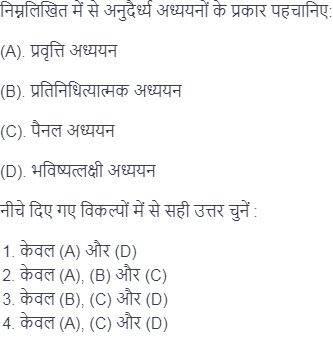 निम्नलिखित में से अनुदैर्ध्य अध्ययनों के प्रकार पहचानिए:
(A). प्रवृत्ति अध्ययन
(B). प्रतिनिधित्यात्मक अध्ययन
(C). पैनल अध्ययन
(D). भविष्यत्लक्षी अध्ययन
नीचे दिए गए विकल्पों में से सही उत्तर चुनें :
1. केवल (A) और (D)
2. केवल (A), (B) और (C)
3. केवल (B), (C) और (D)
4. केवल (A), (C) और (D)